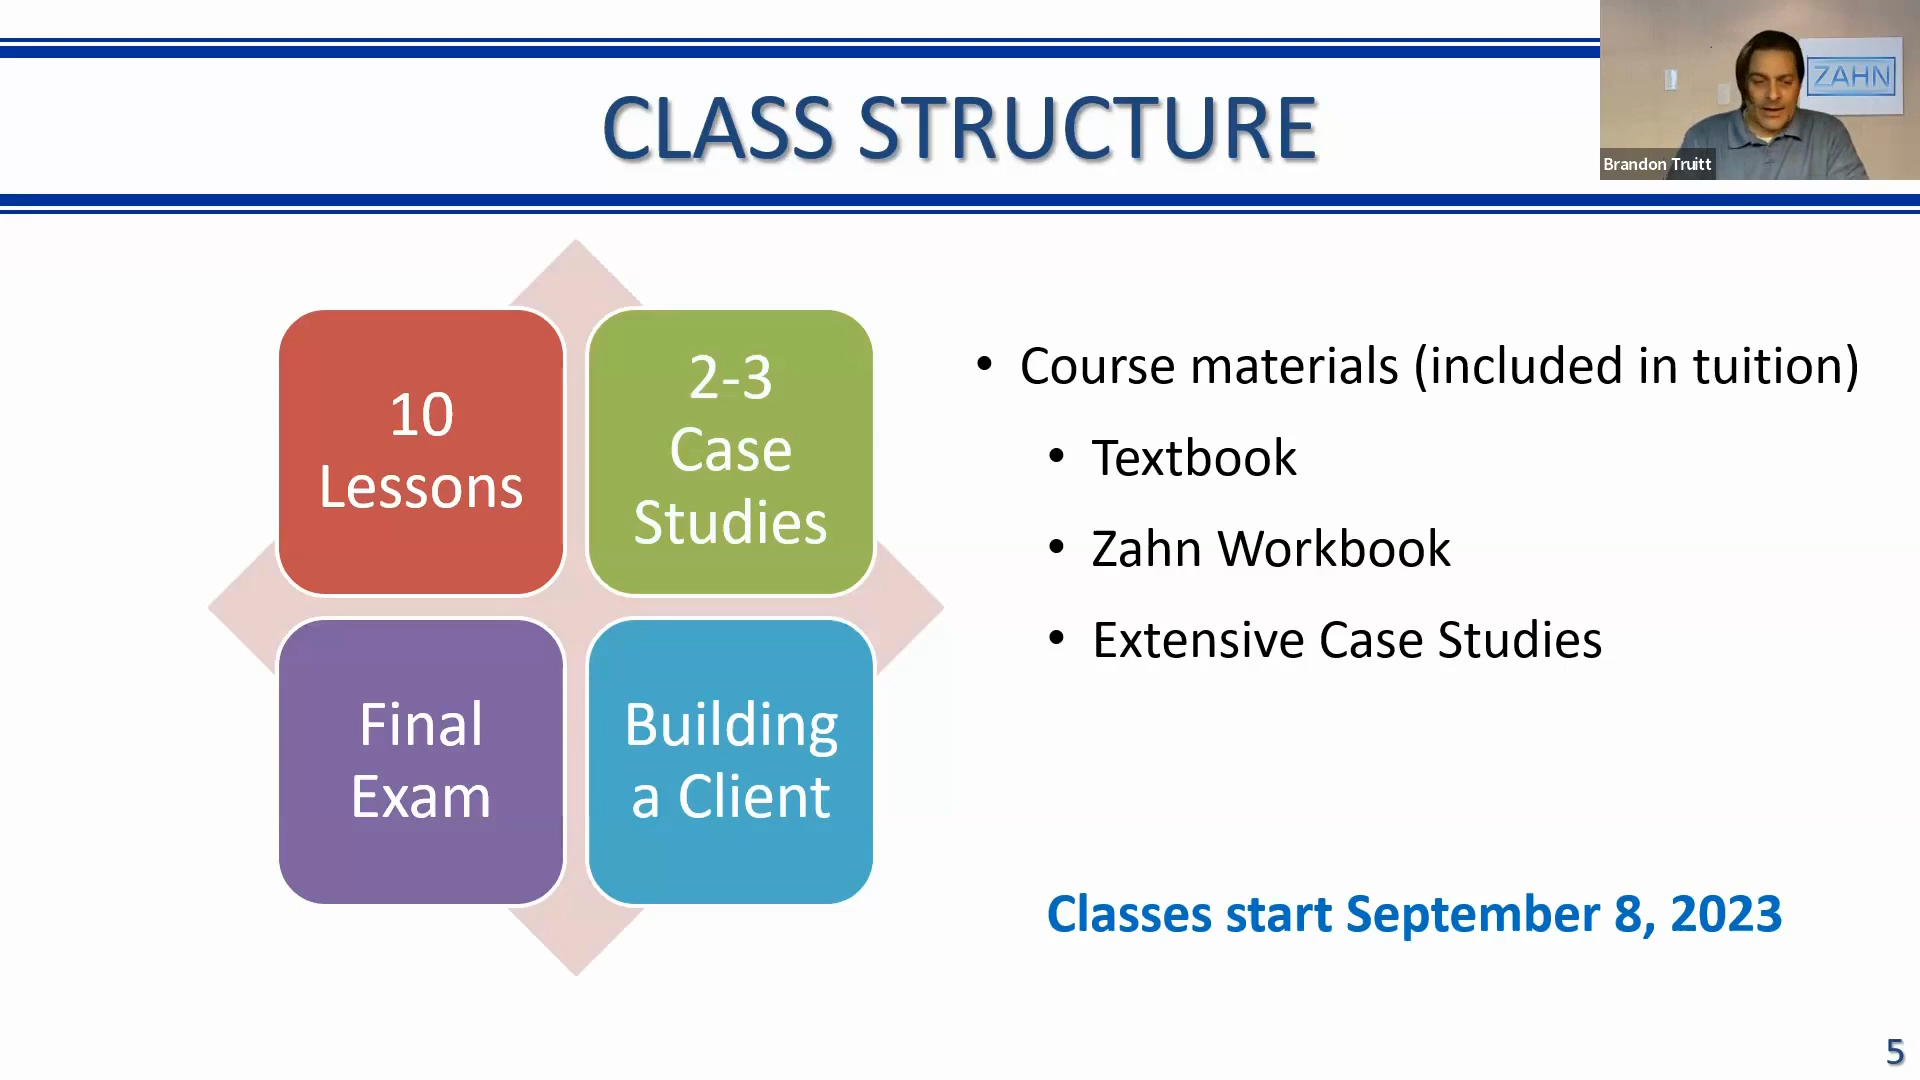 CLASS STRUCTURE
ZAHN
Brandon Truitt
10
Lessons
2-3
Case
Studies
Final
Exam
Building
a Client
• Course materials (included in tuition)
• Textbook
• Zahn Workbook
• Extensive Case Studies
Classes start September 8, 2023
5